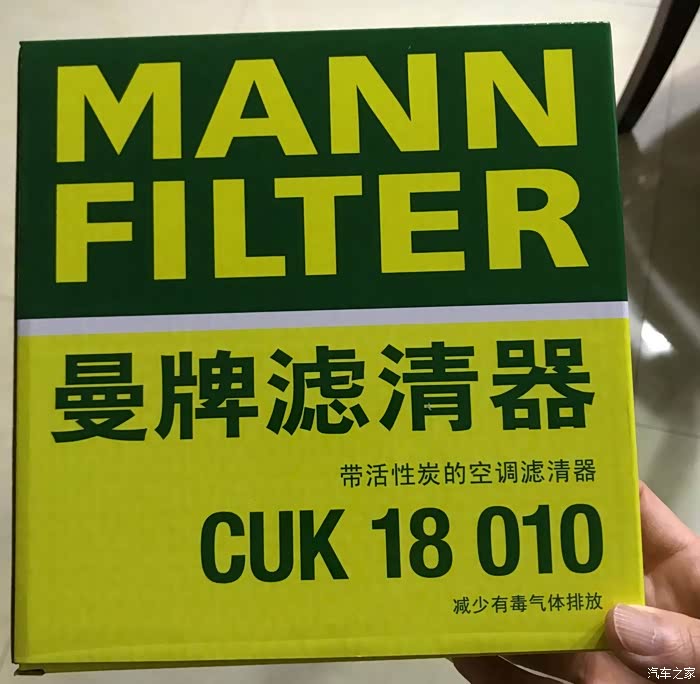 MANN
FILTER
曼牌滤清器
带活性炭的空调滤清器
CUK 18 010
减少有毒气体排放
汽车之家